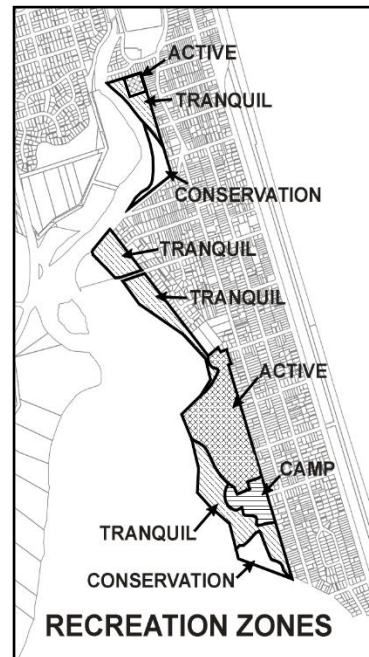 ACTIVE
TRANQUIL
CONSERVATION
TRANQUIL
TRANQUIL
ACTIVE
CAMP
TRANQUIL
CONSERVATION
RECREATION ZONES